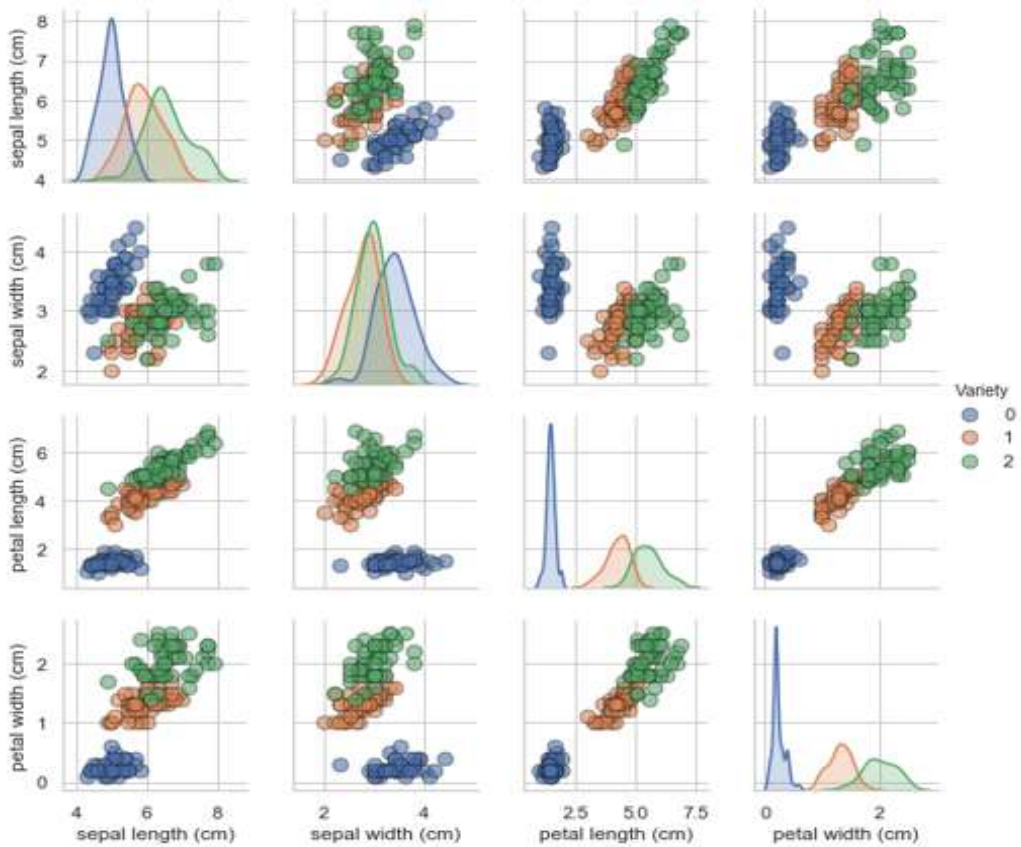 sepal length (cm)
8
7
6
5
4
sepal width (cm)
4
3
2
petal length (cm)
6
4
2
petal width (cm)
2
1
0
4 6 8
sepal length (cm)
2 4
sepal width (cm)
2.5 5.0 7.5
petal length (cm)
0 2
petal width (cm)
Variety
0
1
2